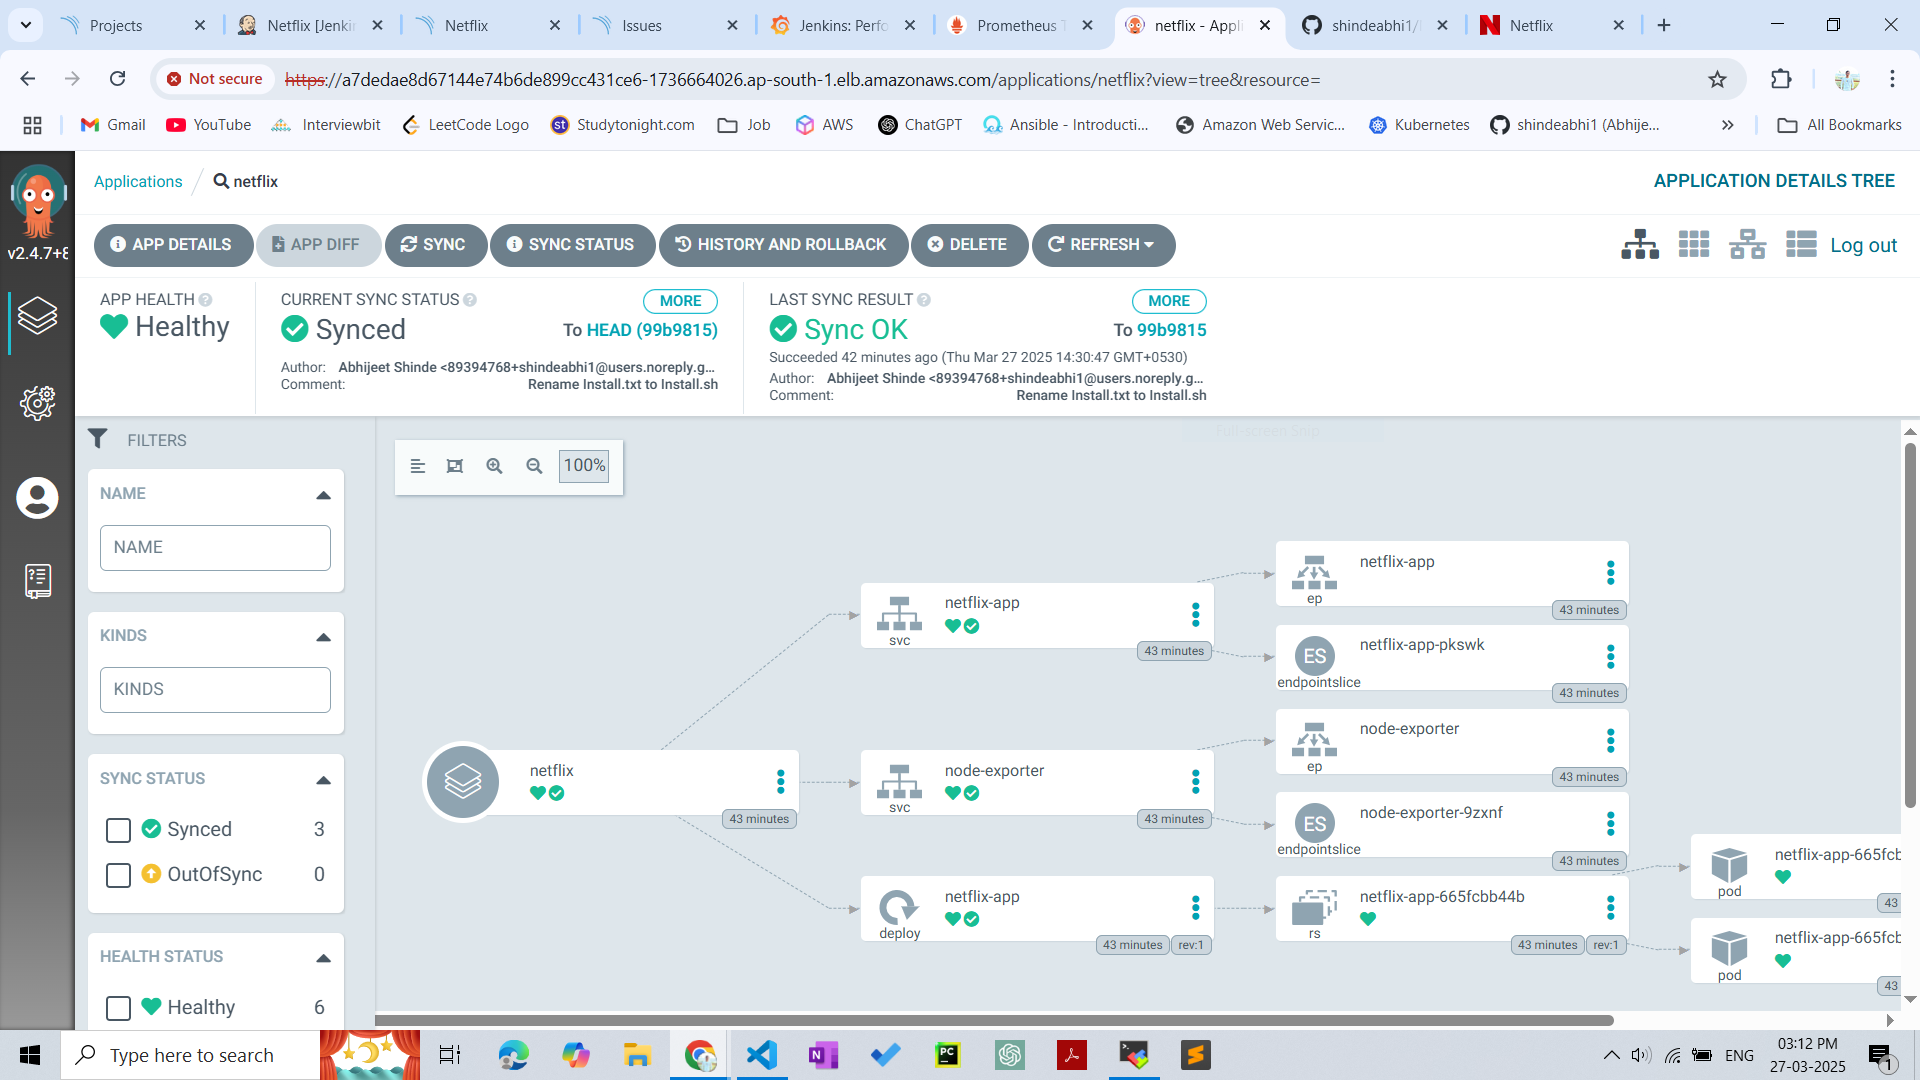 Projects
Netflix [Jenki
Netflix
Issues
Jenkins: Perfo
Prometheus T
netflix - Appli
shindeabhi1/
Netflix
Not secure
https://a7dedae8d67144e74b6de899cc431ce6-1736664026.ap-south-1.elb.amazonaws.com/applications/netflix?view=tree&resource=
Gmail
YouTube
Interviewbit
LeetCode Logo
Studytonight.com
Job
AWS
ChatGPT
Ansible - Introducti...
Amazon Web Servic...
Kubernetes
shindeabhi1 (Abhije...
All Bookmarks
v2.4.7+8
Applications
netflix
APPLICATION DETAILS TREE
APP DETAILS
APP DIFF
SYNC
SYNC STATUS
HISTORY AND ROLLBACK
DELETE
REFRESH
Log out
APP HEALTH
Healthy
CURRENT SYNC STATUS
MORE
Synced
To HEAD (99b9815)
Author: Abhijeet Shinde <89394768+shindeabhi1@users.noreply.g...
Comment: Rename Install.txt to Install.sh
LAST SYNC RESULT
MORE
Sync OK
To 99b9815
Succeeded 42 minutes ago (Thu Mar 27 2025 14:30:47 GMT+0530)
Author: Abhijeet Shinde <89394768+shindeabhi1@users.noreply.g...
Comment: Rename Install.txt to Install.sh
Full-screen Snip
FILTERS
NAME
NAME
KINDS
KINDS
SYNC STATUS
Synced 3
OutOfSync 0
HEALTH STATUS
Healthy 6
100%
netflix
43 minutes
netflix-app
svc
43 minutes
node-exporter
svc
43 minutes
netflix-app
deploy
43 minutes
rev:1
netflix-app
ep
43 minutes
ES
netflix-app-pkswk
endpointslice
43 minutes
node-exporter
ep
43 minutes
ES
node-exporter-9zxnf
endpointslice
43 minutes
netflix-app-665fcbb44b
rs
43 minutes
rev:1
netflix-app-665fcb
pod
43
netflix-app-665fcb
pod
43
Type here to search
PC
ENG
03:12 PM
27-03-2025
1